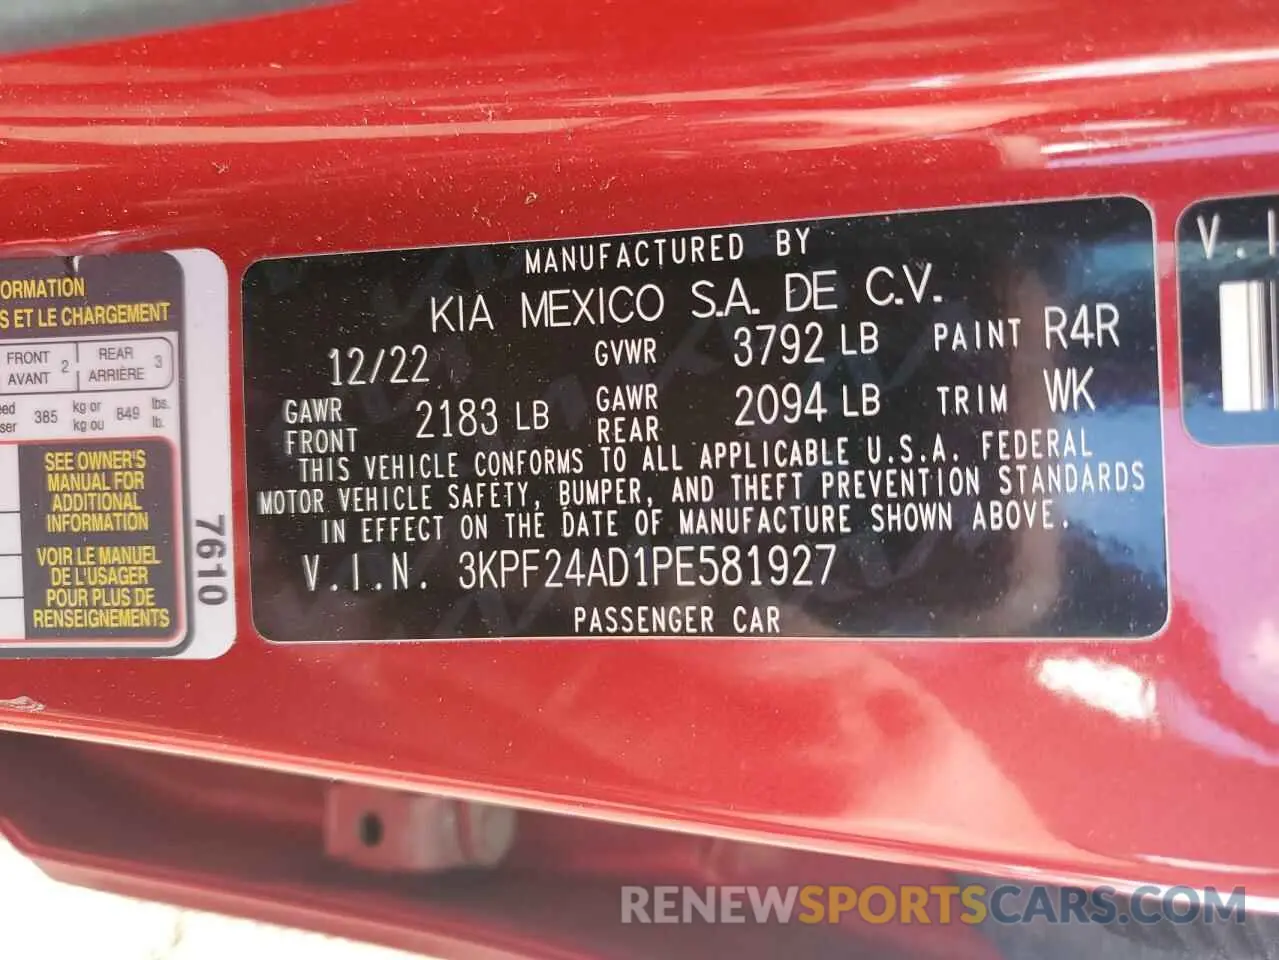 ORMATION
S ET LE CHARGEMENT
FRONT
AVANT 2
REAR
ARRIÈRE 3
385 kg or
kg ou 849 lbs.
lb.
SEE OWNER'S
MANUAL FOR
ADDITIONAL
INFORMATION
VOIR LE MANUEL
DE L'USAGER
POUR PLUS DE
RENSEIGNEMENTS
7610
MANUFACTURED BY
KIA MEXICO S.A. DE C.V.
12/22 GVWR 3792 LB PAINT R4R
GAWR
FRONT 2183 LB GAWR
REAR 2094 LB TRIM WK
THIS VEHICLE CONFORMS TO ALL APPLICABLE U.S.A. FEDERAL
MOTOR VEHICLE SAFETY, BUMPER, AND THEFT PREVENTION STANDARDS
IN EFFECT ON THE DATE OF MANUFACTURE SHOWN ABOVE.
V.I.N. 3KPF24AD1PE581927
PASSENGER CAR
V.I
RENEWSPORTSCARS.COM